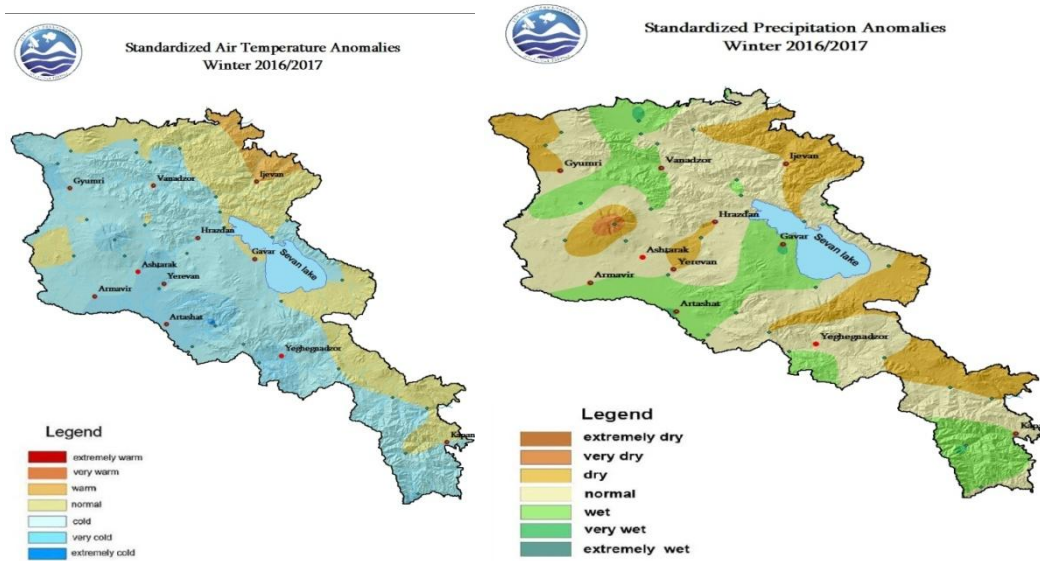 Standardized Air Temperature Anomalies
Winter 2016/2017
Gyumri
Vanadzor
Ijevan
Hrazdan
Gavar
Sevan lake
Ashtarak
Yerevan
Armavir
Artashat
Yeghegnadzor
Kapan
Legend
extremely warm
very warm
warm
normal
cold
very cold
extremely cold
Standardized Precipitation Anomalies
Winter 2016/2017
Gyumri
Vanadzor
Ijevan
Hrazdan
Gavar
Sevan lake
Ashtarak
Yerevan
Armavir
Artashat
Yeghegnadzor
Kapa
Legend
extremely dry
very dry
dry
normal
wet
very wet
extremely wet